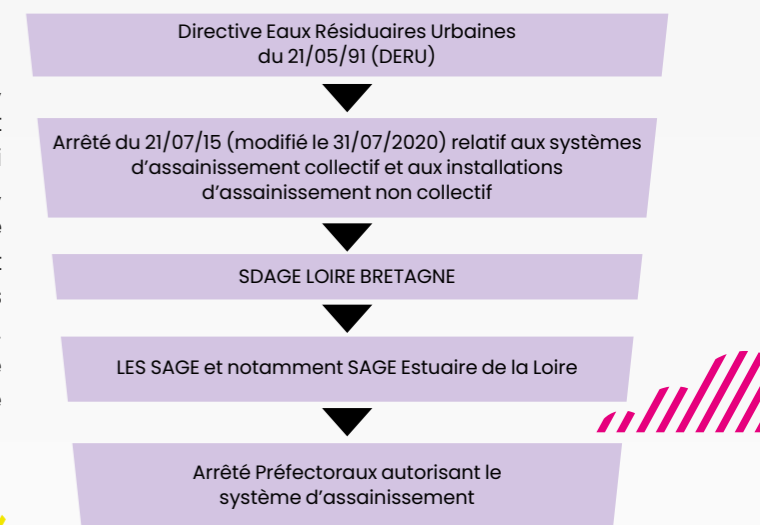 Directive Eaux Résiduaires Urbaines
du 21/05/91 (DERU)
Arrêté du 21/07/15 (modifié le 31/07/2020) relatif aux systèmes
d'assainissement collectif et aux installations
d'assainissement non collectif
SDAGE LOIRE BRETAGNE
LES SAGE et notamment SAGE Estuaire de la Loire
Arrêté Préfectoraux autorisant le
système d'assainissement